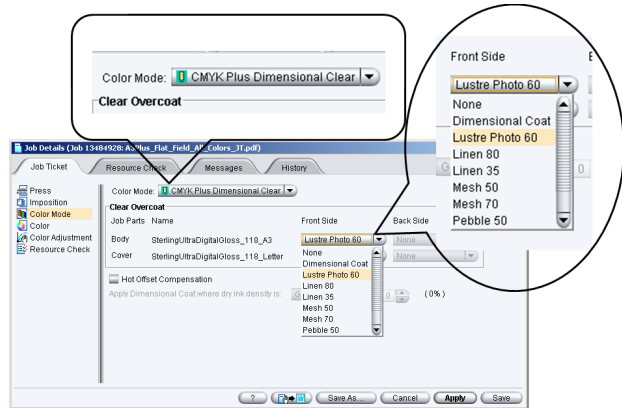 Color Mode: CMYK Plus Dimensional Clear
Clear Overcoat
Front Side
Lustre Photo 60
None
Dimensional Coat
Lustre Photo 60
Linen 80
Linen 35
Mesh 50
Mesh 70
Pebble 50
Job Details (Job 13484928: A3Plus_Flat_Field_All_Colors_JT.pdf)
Job Ticket Resource Check Messages History
Press
Imposition
Color Mode
Color
Color Adjustment
Resource Check
Color Mode: CMYK Plus Dimensional Clear
Clear Overcoat
Job Parts Name Front Side Back Side
Body SterlingUltraDigitalGloss_118_A3 Lustre Photo 60 None
Cover SterlingUltraDigitalGloss_118_Letter None None
Dimensional Coat
Lustre Photo 60
Linen 80
Linen 35
Mesh 50
Mesh 70
Pebble 50
Hot Offset Compensation
Apply Dimensional Coat where dry ink density is: 0 (0%)
? Save As... Cancel Apply Save